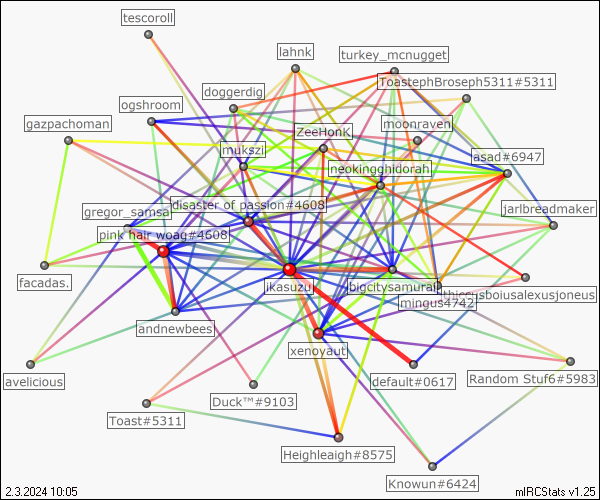 tescoroll
lahnk
turkey_mcnugget
ToastephBroseph5311#5311
doggerdig
ogshroom
gazpachoman
ZeeHonK
moonraven
mukszi
neokingghidorah
asad#6947
gregor_samsa
disaster of passion#4608
jarlbreadmaker
pink hair woag#4608
facadas.
ikasuzu
bigcitysanural
thiccusboiusalexusjoneus
mingus4742
andnewbees
xenoyaut
avelicious
default#0617
Random Stuf6#5983
Duck™#9103
Toast#5311
Heighleaigh#8575
Knowun#6424
2.3.2024 10:05
mIRCStats v1.25